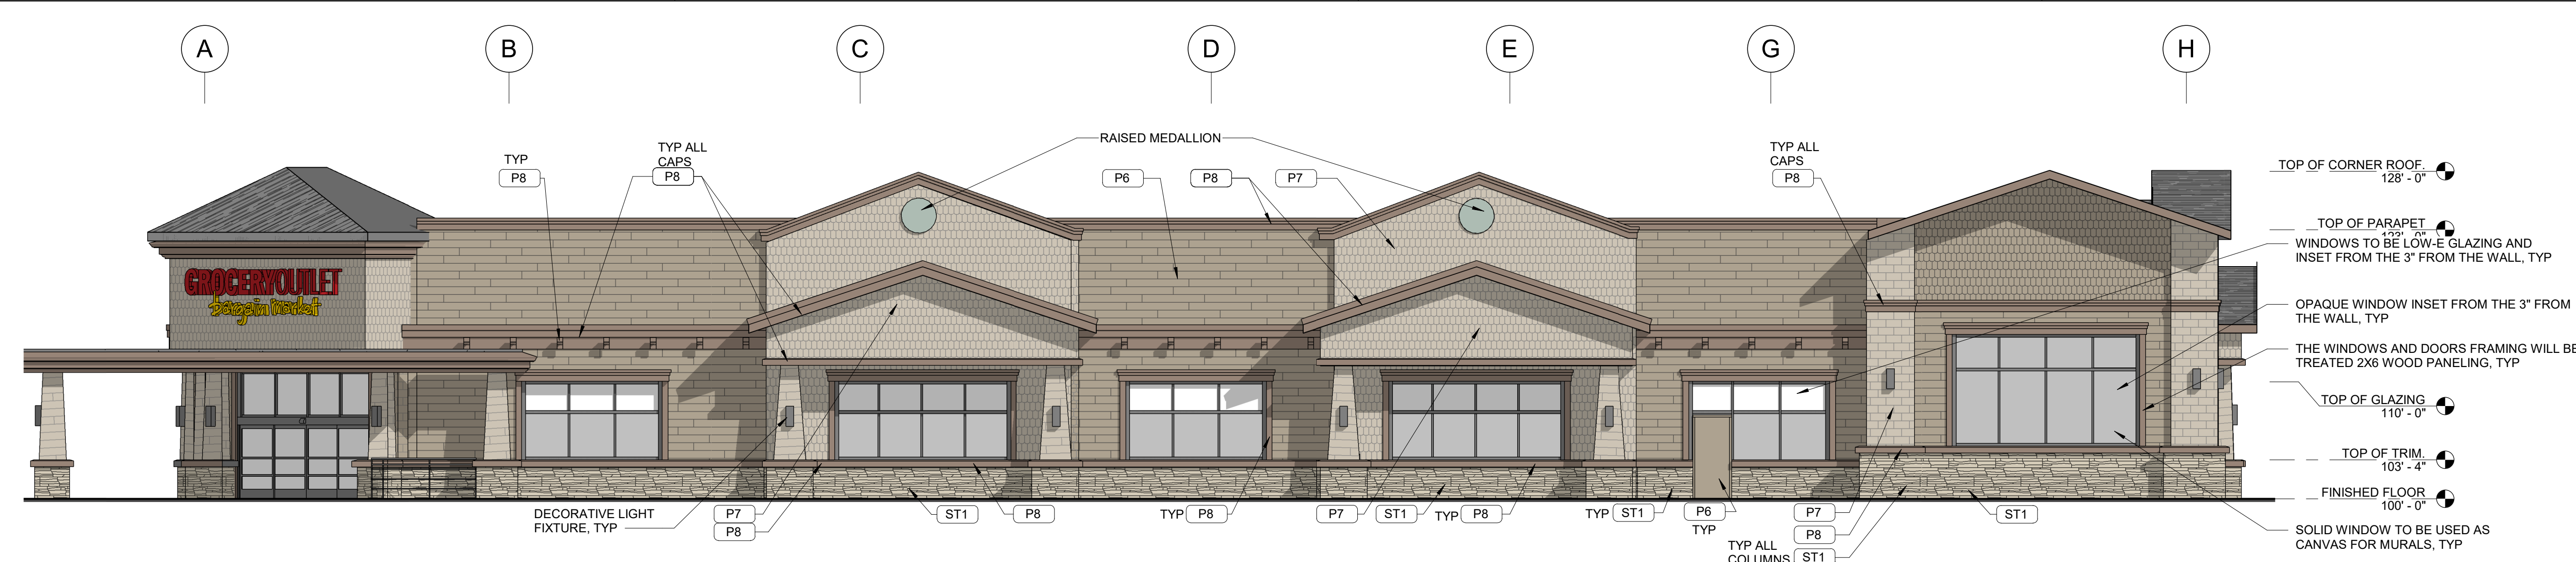 A
B
C
D
E
G
H
RAISED MEDALLION
TYP ALL
CAPS
P8
TYP
P8
P6
P8
P7
TYP ALL
CAPS
P8
TOP OF CORNER ROOF.
128' - 0"
TOP OF PARAPET
123' - 0"
WINDOWS TO BE LOW-E GLAZING AND
INSET FROM THE 3" FROM THE WALL, TYP
GROCERY OUTLET
bargain market
OPAQUE WINDOW INSET FROM THE 3" FROM
THE WALL, TYP
THE WINDOWS AND DOORS FRAMING WILL BE
TREATED 2X6 WOOD PANELING, TYP
TOP OF GLAZING
110' - 0"
TOP OF TRIM.
103' - 4"
FINISHED FLOOR
100' - 0"
DECORATIVE LIGHT
FIXTURE, TYP
P7
P8
ST1
P8
TYP P8
P7
ST1
TYP P8
TYP ST1
P6
TYP
P7
P8
TYP ALL
COLUMNS ST1
ST1
SOLID WINDOW TO BE USED AS
CANVAS FOR MURALS, TYP